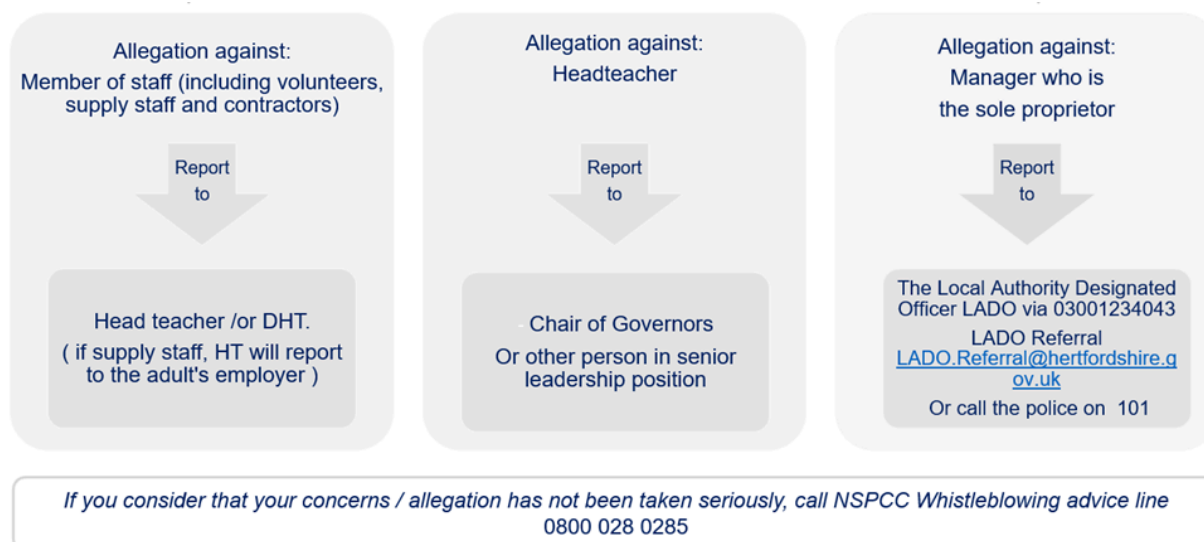 Allegation against:
Member of staff (including volunteers,
supply staff and contractors)
Report
to
Head teacher /or DHT.
( if supply staff, HT will report
to the adult's employer )
Allegation against:
Headteacher
Report
to
- Chair of Governors
Or other person in senior
leadership position
Allegation against:
Manager who is
the sole proprietor
Report
to
The Local Authority Designated
Officer LADO via 03001234043
LADO Referral
LADO.Referral@hertfordshire.g
ov.uk
Or call the police on 101
If you consider that your concerns / allegation has not been taken seriously, call NSPCC Whistleblowing advice line
0800 028 0285